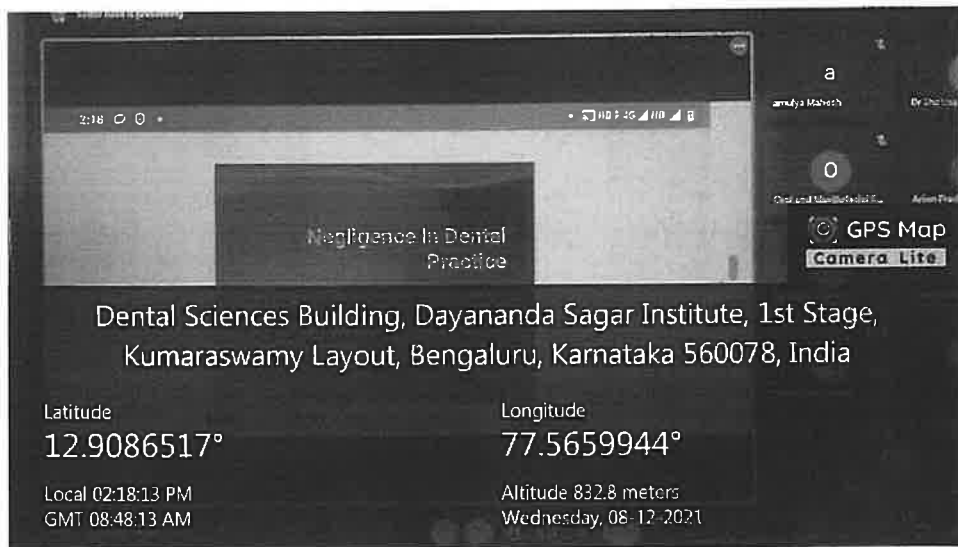 2:18
a
amulya Mahesh
O
Negligence In Dental
Practice
GPS Map
Camera Lite
Dental Sciences Building, Dayananda Sagar Institute, 1st Stage,
Kumaraswamy Layout, Bengaluru, Karnataka 560078, India
Latitude
12.9086517°
Longitude
77.5659944°
Local 02:18:13 PM
GMT 08:48:13 AM
Altitude 832.8 meters
Wednesday, 08-12-2021